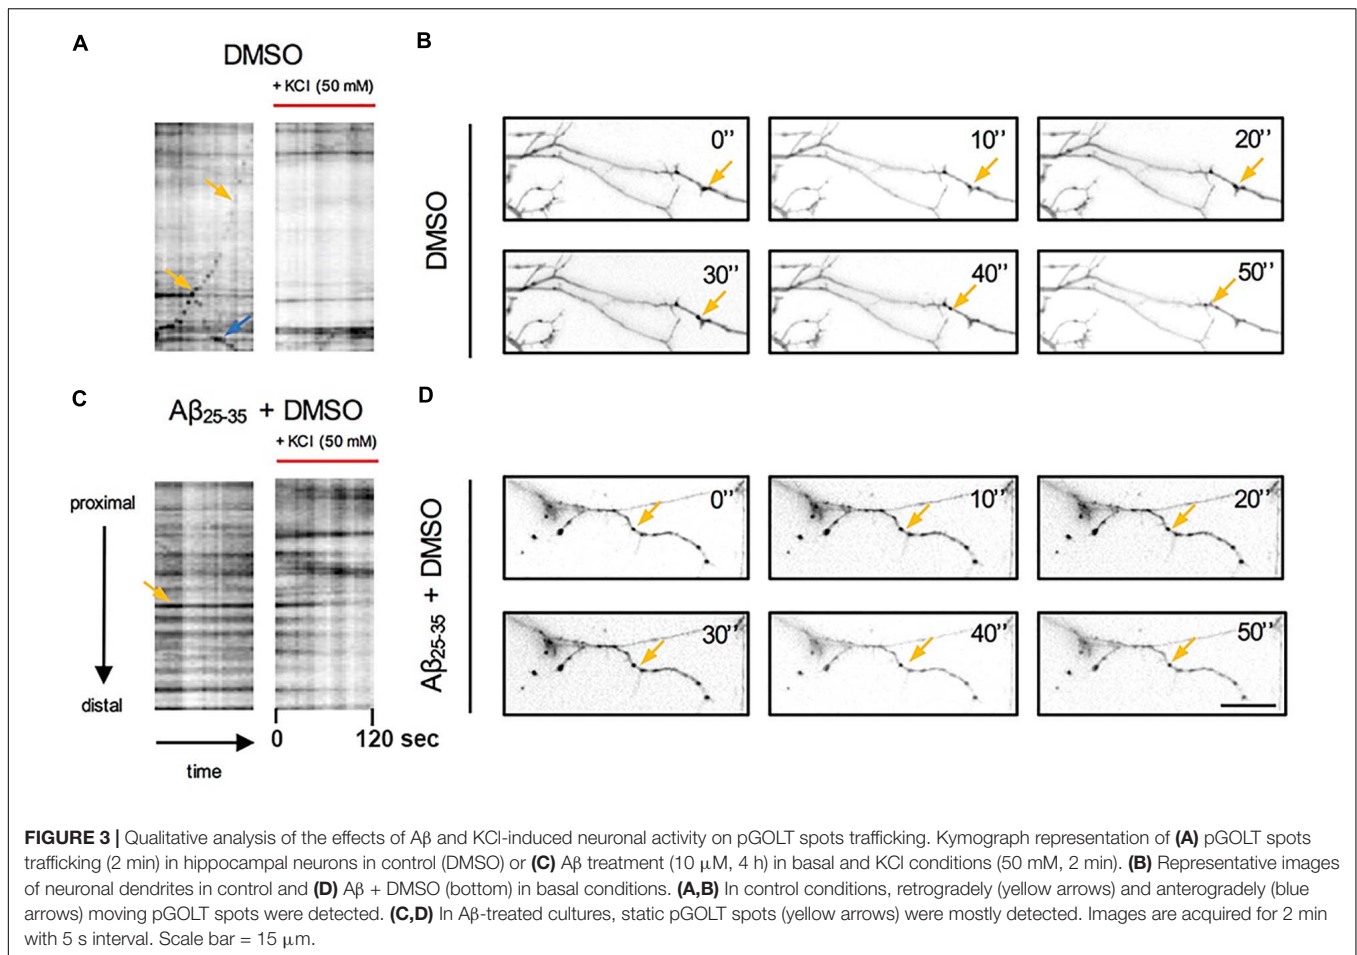 A
DMSO
+ KCl (50 mM)
B
DMSO
0’’
10’’
20’’
30’’
40’’
50’’
C
Aβ25-35 + DMSO
+ KCl (50 mM)
proximal
distal
0
120 sec
time
D
Aβ25-35 + DMSO
0’’
10’’
20’’
30’’
40’’
50’’
FIGURE 3 | Qualitative analysis of the effects of Aβ and KCl-induced neuronal activity on pGOLT spots trafficking. Kymograph representation of (A) pGOLT spots
trafficking (2 min) in hippocampal neurons in control (DMSO) or (C) Aβ treatment (10 μM, 4 h) in basal and KCl conditions (50 mM, 2 min). (B) Representative images
of neuronal dendrites in control and (D) Aβ + DMSO (bottom) in basal conditions. (A,B) In control conditions, retrogradely (yellow arrows) and anterogradely (blue
arrows) moving pGOLT spots were detected. (C,D) In Aβ-treated cultures, static pGOLT spots (yellow arrows) were mostly detected. Images are acquired for 2 min
with 5 s interval. Scale bar = 15 μm.